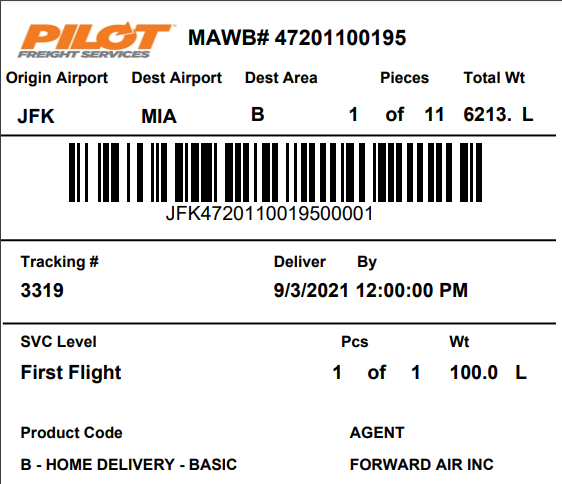 PILOT
FREIGHT SERVICES
MAWB# 47201100195
Origin Airport Dest Airport Dest Area Pieces Total Wt
JFK MIA B 1 of 11 6213. L
JFK4720110019500001
Tracking # Deliver By
3319 9/3/2021 12:00:00 PM
SVC Level Pcs Wt
First Flight 1 of 1 100.0 L
Product Code AGENT
B - HOME DELIVERY - BASIC FORWARD AIR INC